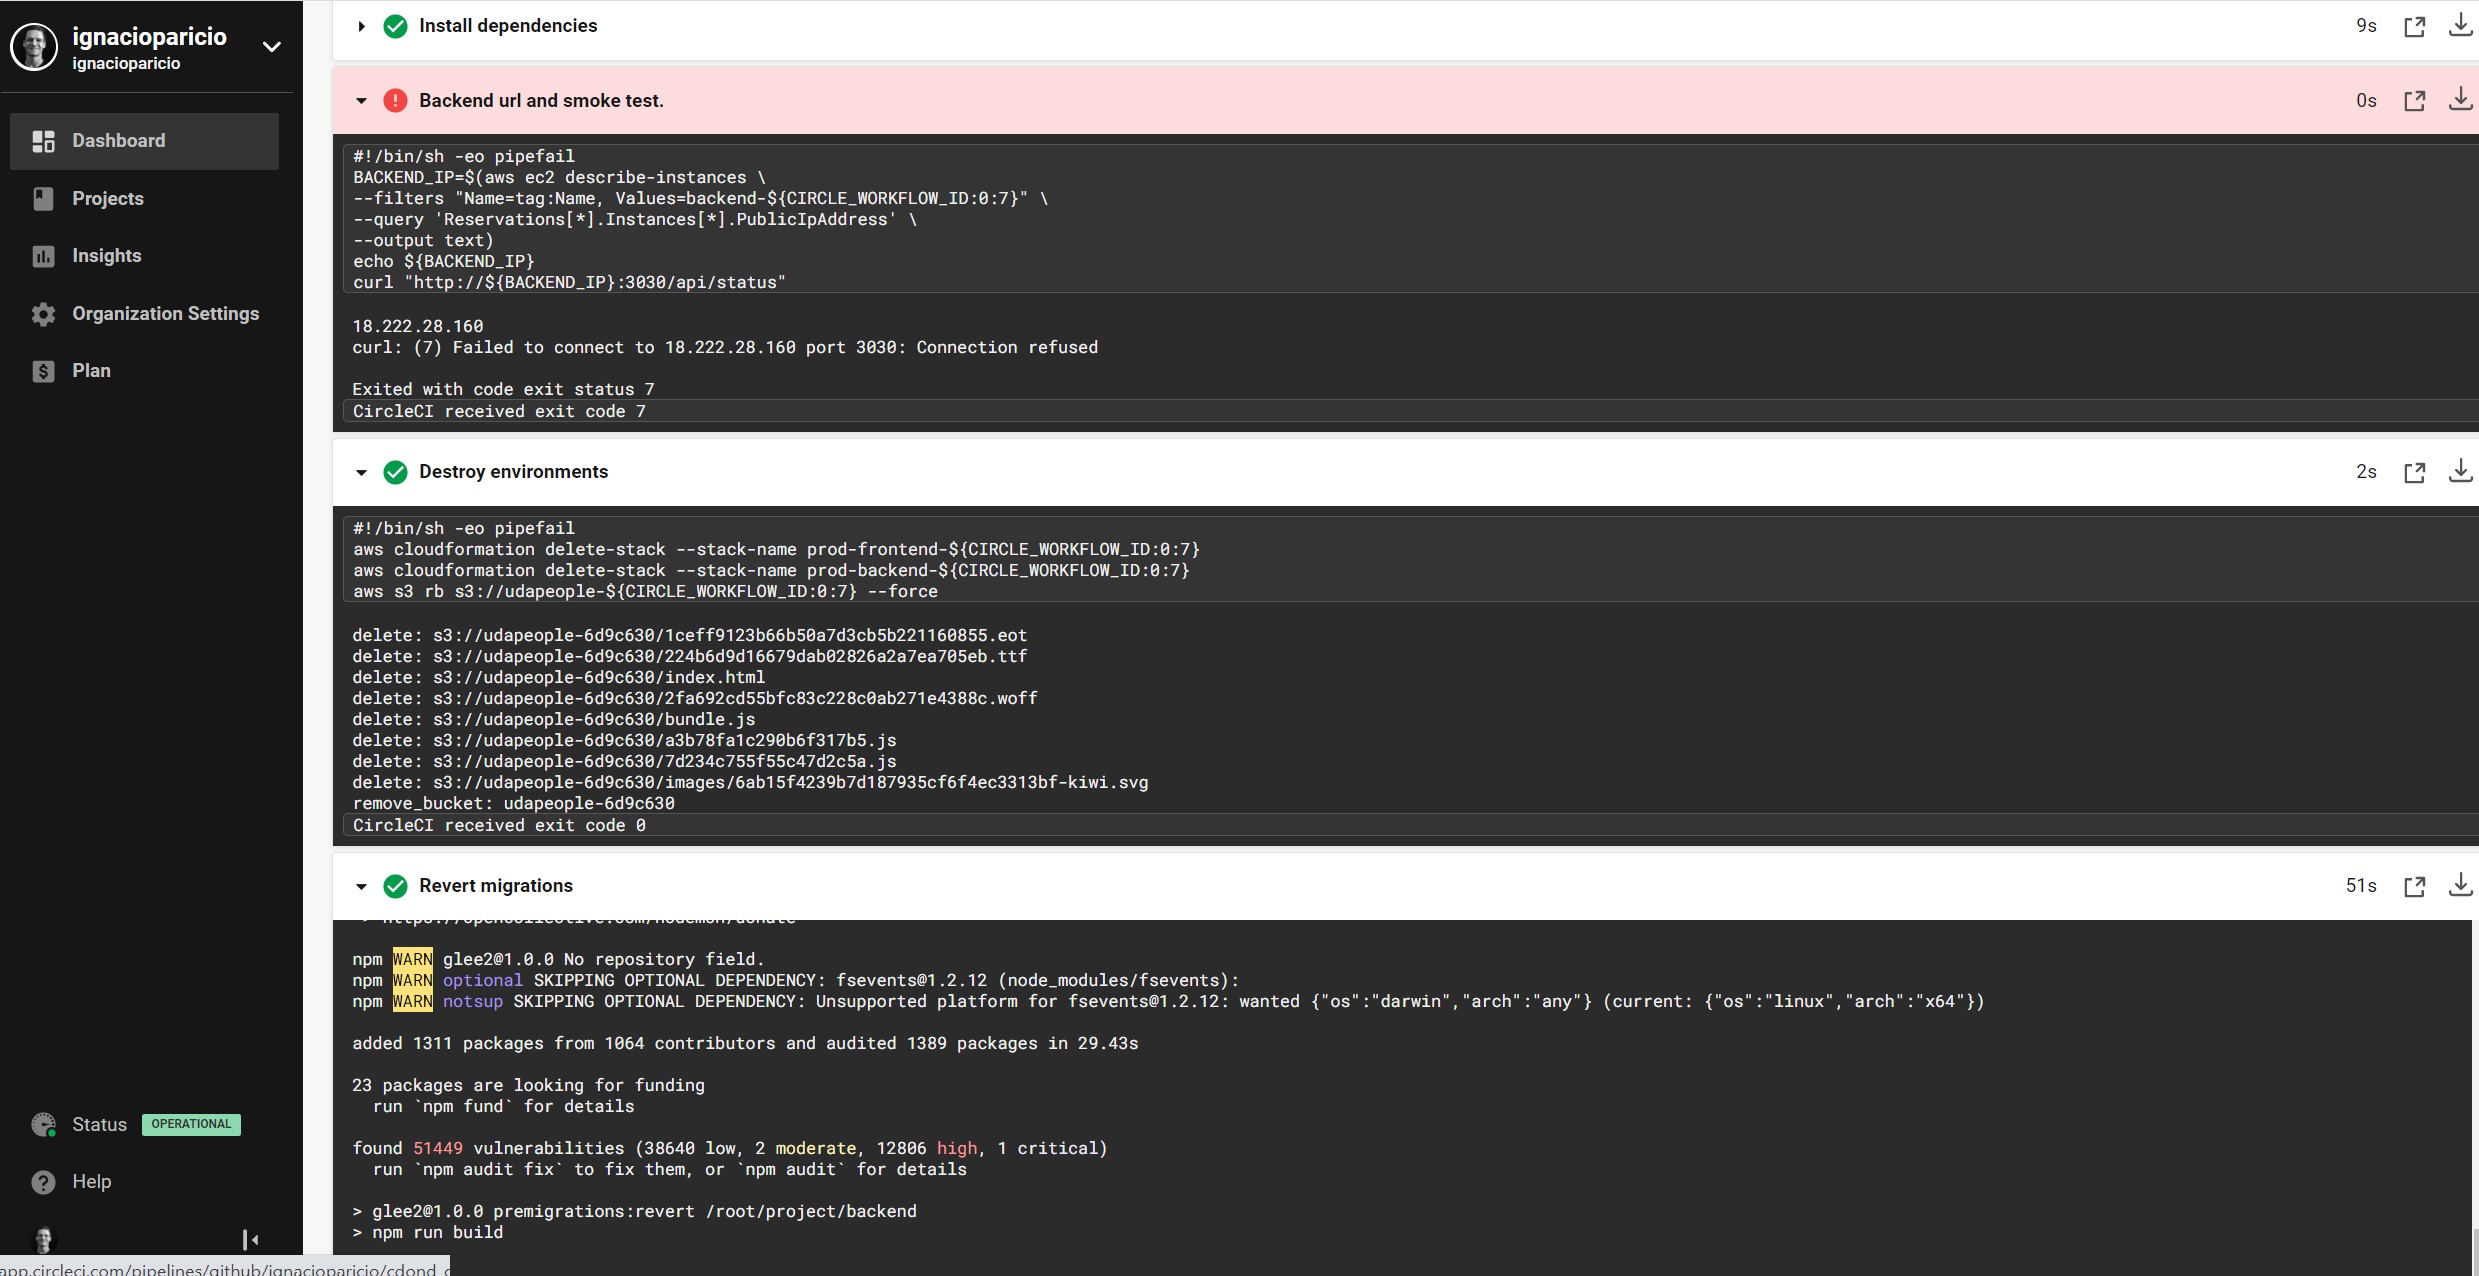 ignacioparicio
ignacioparicio
Dashboard
Projects
Insights
Organization Settings
Plan
Status OPERATIONAL
Help
Install dependencies 9s
Backend url and smoke test. 0s
#!/bin/sh -eo pipefail
BACKEND_IP=$(aws ec2 describe-instances \
--filters "Name=tag:Name, Values=backend-${CIRCLE_WORKFLOW_ID:0:7}" \
--query 'Reservations[*].Instances[*].PublicIpAddress' \
--output text)
echo ${BACKEND_IP}
curl "http://${BACKEND_IP}:3030/api/status"
18.222.28.160
curl: (7) Failed to connect to 18.222.28.160 port 3030: Connection refused
Exited with code exit status 7
CircleCI received exit code 7
Destroy environments 2s
#!/bin/sh -eo pipefail
aws cloudformation delete-stack --stack-name prod-frontend-${CIRCLE_WORKFLOW_ID:0:7}
aws cloudformation delete-stack --stack-name prod-backend-${CIRCLE_WORKFLOW_ID:0:7}
aws s3 rb s3://udapeople-${CIRCLE_WORKFLOW_ID:0:7} --force
delete: s3://udapeople-6d9c630/1ceff9123b66b50a7d3cb5b221160855.eot
delete: s3://udapeople-6d9c630/224b6d9d16679dab02826a2a7ea705eb.ttf
delete: s3://udapeople-6d9c630/index.html
delete: s3://udapeople-6d9c630/2fa692cd55bfc83c228c0ab271e4388c.woff
delete: s3://udapeople-6d9c630/bundle.js
delete: s3://udapeople-6d9c630/a3b78fa1c290b6f317b5.js
delete: s3://udapeople-6d9c630/7d234c755f55c47d2c5a.js
delete: s3://udapeople-6d9c630/images/6ab15f4239b7d187935cf6f4ec3313bf-kiwi.svg
remove_bucket: udapeople-6d9c630
CircleCI received exit code 0
Revert migrations 51s
> https://opencollective.com/nodemon/donate
npm WARN glee2@1.0.0 No repository field.
npm WARN optional SKIPPING OPTIONAL DEPENDENCY: fsevents@1.2.12 (node_modules/fsevents):
npm WARN notsup SKIPPING OPTIONAL DEPENDENCY: Unsupported platform for fsevents@1.2.12: wanted {"os":"darwin","arch":"any"} (current: {"os":"linux","arch":"x64"})
added 1311 packages from 1064 contributors and audited 1389 packages in 29.43s
23 packages are looking for funding
run `npm fund` for details
found 51449 vulnerabilities (38640 low, 2 moderate, 12806 high, 1 critical)
run `npm audit fix` to fix them, or `npm audit` for details
> glee2@1.0.0 premigrations:revert /root/project/backend
> npm run build
app.circleci.com/pipelines/github/ignacioparicio/cdond_c